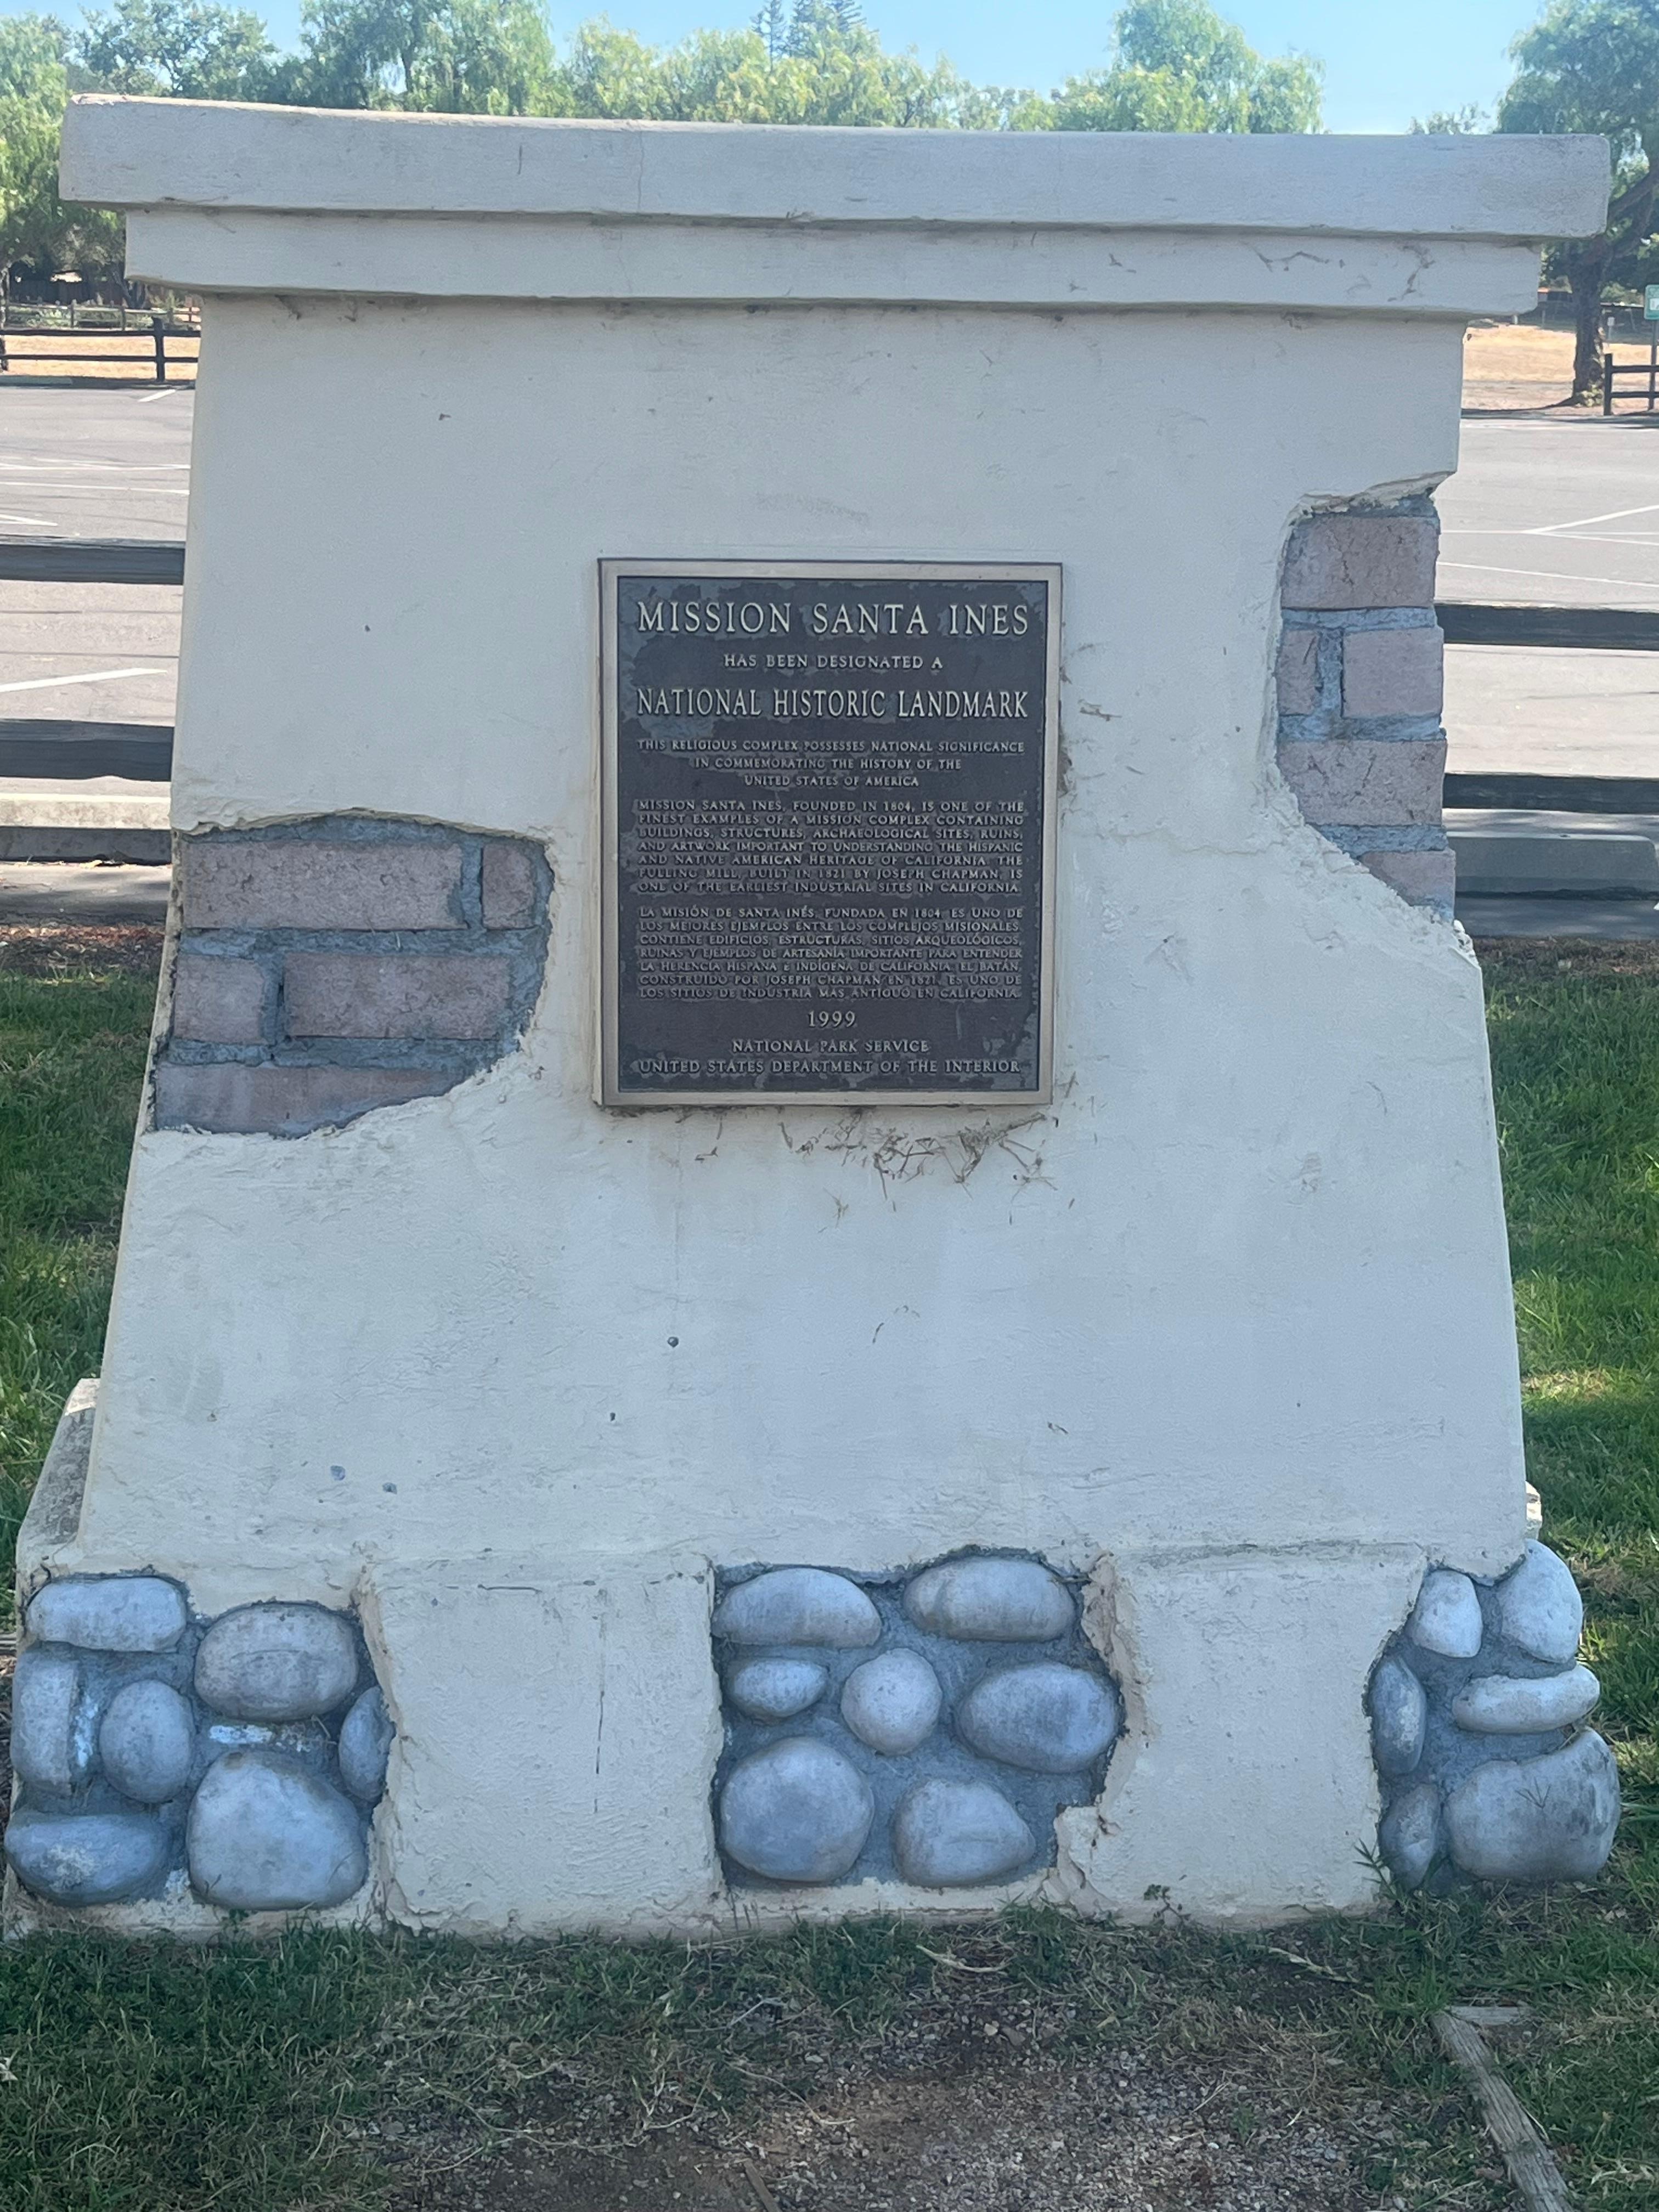 MISSION SANTA INES
HAS BEEN DESIGNATED A
NATIONAL HISTORIC LANDMARK
THIS RELIGIOUS COMPLEX POSSESSES NATIONAL SIGNIFICANCE
IN COMMEMORATING THE HISTORY OF THE
UNITED STATES OF AMERICA
MISSION SANTA INES, FOUNDED IN 1804, IS ONE OF THE
FINEST EXAMPLES OF A MISSION COMPLEX CONTAINING
BUILDINGS, STRUCTURES, ARCHAEOLOGICAL SITES, RUINS,
AND ARTWORK IMPORTANT TO UNDERSTANDING THE HISPANIC
AND NATIVE AMERICAN HERITAGE OF CALIFORNIA. THE
FULLING MILL, BUILT IN 1821 BY JOSEPH CHAPMAN, IS
ONE OF THE EARLIEST INDUSTRIAL SITES IN CALIFORNIA.
LA MISIÓN DE SANTA INÉS, FUNDADA EN 1804, ES UNO DE
LOS MEJORES EJEMPLOS ENTRE LOS COMPLEJOS MISIONALES.
CONTIENE EDIFICIOS, ESTRUCTURAS, SITIOS ARQUEOLÓGICOS,
RUINAS Y EJEMPLOS DE ARTESANÍA IMPORTANTE PARA ENTENDER
LA HERENCIA HISPANA E INDÍGENA DE CALIFORNIA. EL BATÁN,
CONSTRUIDO POR JOSEPH CHAPMAN EN 1821, ES UNO DE
LOS SITIOS DE INDUSTRIA MÁS ANTIGUO EN CALIFORNIA.
1999
NATIONAL PARK SERVICE
UNITED STATES DEPARTMENT OF THE INTERIOR